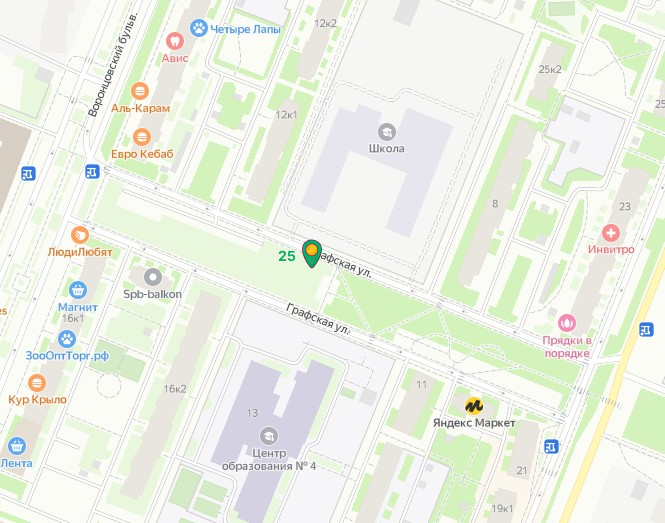 12к2
Четыре Лапы
Авис
Воронцовский бульв.
25к2
Аль-Карам
12к1
Школа
Евро Кебаб
8
23
ЛюдиЛюбят
25
Графская ул.
Инвитро
Spb-balkon
Магнит
16к1
Графская ул.
Прядки в
порядке
ЗооОптТорг.рф
Кур Крыло
16к2
11
13
Яндекс Маркет
Центр
образования № 4
Лента
21
19к1